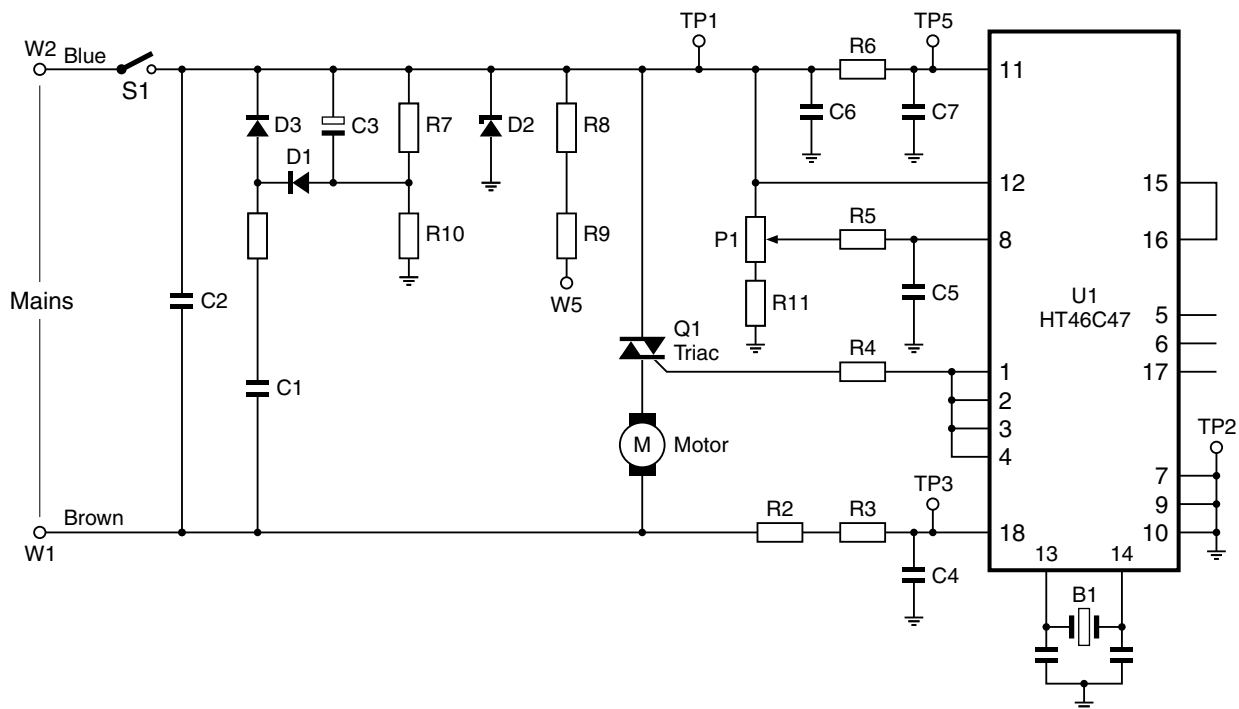 TP1
TP5
W2
Blue
S1
R6
11
D3
C3
R7
D2
R8
C6
C7
D1
12
15
R10
R9
P1
R5
8
16
W5
R11
C5
Mains
C2
U1
HT46C47
5
6
17
Q1
Triac
R4
1
2
3
4
C1
M
Motor
TP2
7
9
10
Brown
W1
R2
R3
TP3
18
C4
13
14
B1